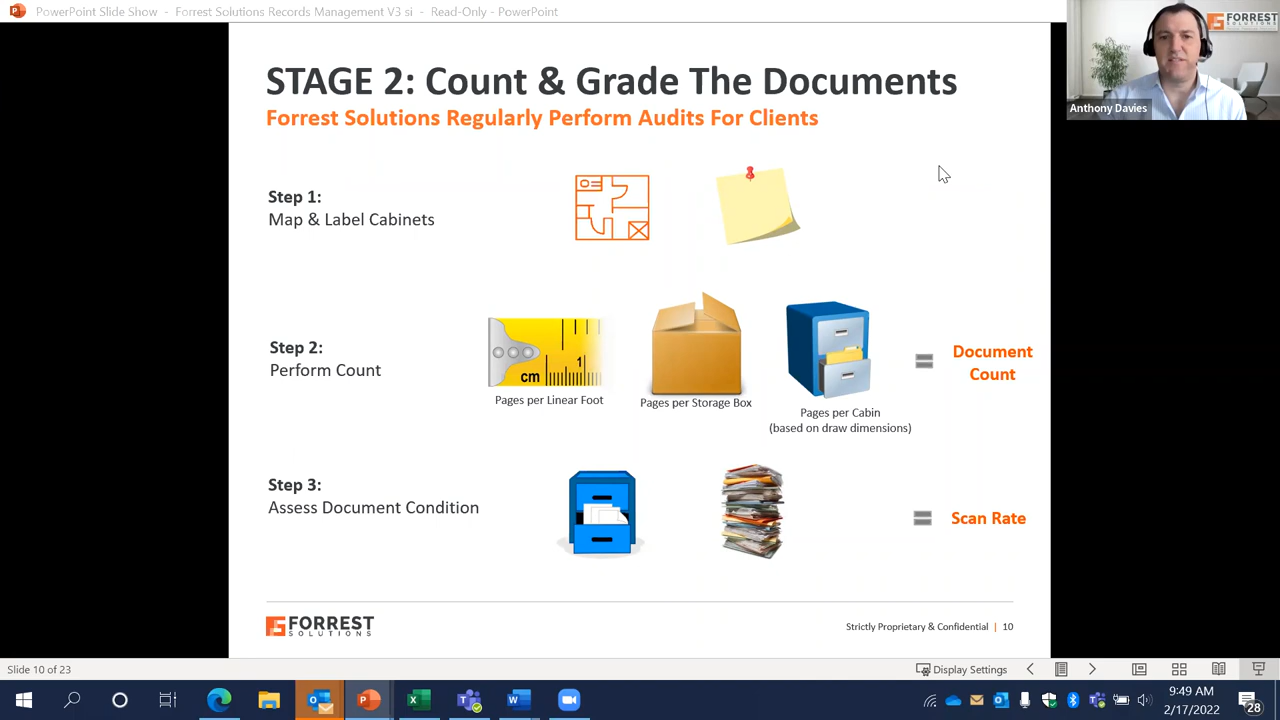 PowerPoint Slide Show - Forrest Solutions Records Management V3 si - Read-Only - PowerPoint
FORREST
SOLUTIONS
Anthony Davies
STAGE 2: Count & Grade The Documents
Forrest Solutions Regularly Perform Audits For Clients
Step 1:
Map & Label Cabinets
Step 2:
Perform Count
cm
1
Pages per Linear Foot
Pages per Storage Box
Pages per Cabin
(based on draw dimensions)
Document
Count
Step 3:
Assess Document Condition
Scan Rate
FORREST
SOLUTIONS
Strictly Proprietary & Confidential | 10
Slide 10 of 23
Display Settings
9:49 AM
2/17/2022
28